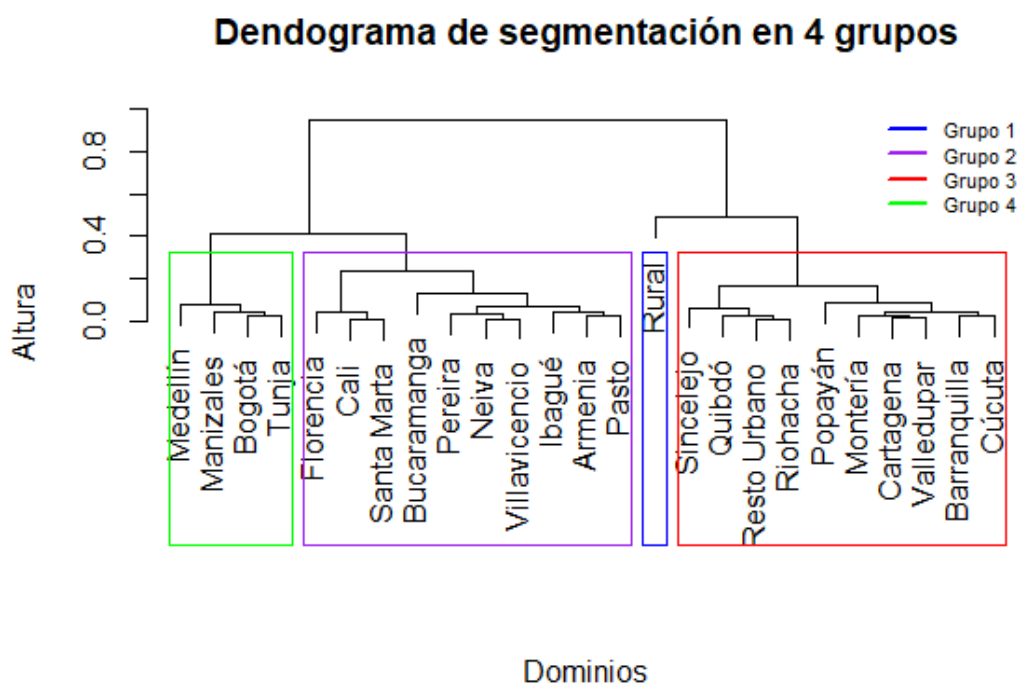 Dendograma de segmentación en 4 grupos
Altura
0.0
0.4
0.8
Grupo 1
Grupo 2
Grupo 3
Grupo 4
Medellín
Manizales
Bogotá
Tunja
Florencia
Cali
Santa Marta
Bucaramanga
Pereira
Neiva
Villavicencio
Ibagué
Armenia
Pasto
Rural
Sincelejo
Quibdó
Resto Urbano
Riohacha
Popayán
Montería
Cartagena
Valledupar
Barranquilla
Cúcuta
Dominios